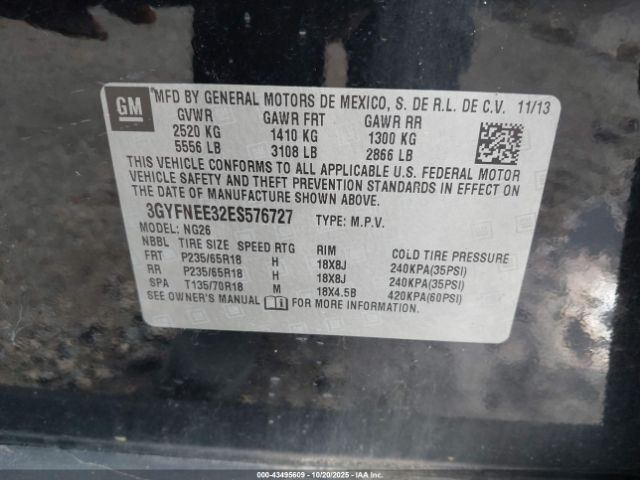 GM
MFD BY GENERAL MOTORS DE MEXICO, S. DE R.L. DE C.V. 11/13
GVWR GAWR FRT GAWR RR
2520 KG 1410 KG 1300 KG
5556 LB 3108 LB 2866 LB
THIS VEHICLE CONFORMS TO ALL APPLICABLE U.S. FEDERAL MOTOR
VEHICLE SAFETY AND THEFT PREVENTION STANDARDS IN EFFECT ON
THE DATE OF MANUFACTURE SHOWN ABOVE.
3GYFNEE32ES576727 TYPE: M.P.V.
MODEL: NG26
NBBL TIRE SIZE SPEED RTG RIM COLD TIRE PRESSURE
FRT P235/65R18 H 18X8J 240KPA(35PSI)
RR P235/65R18 H 18X8J 240KPA(35PSI)
SPA T135/70R18 M 18X4.5B 420KPA(60PSI)
SEE OWNER'S MANUAL FOR MORE INFORMATION.
000-43495609 - 10/20/2025 - IAAI.COM